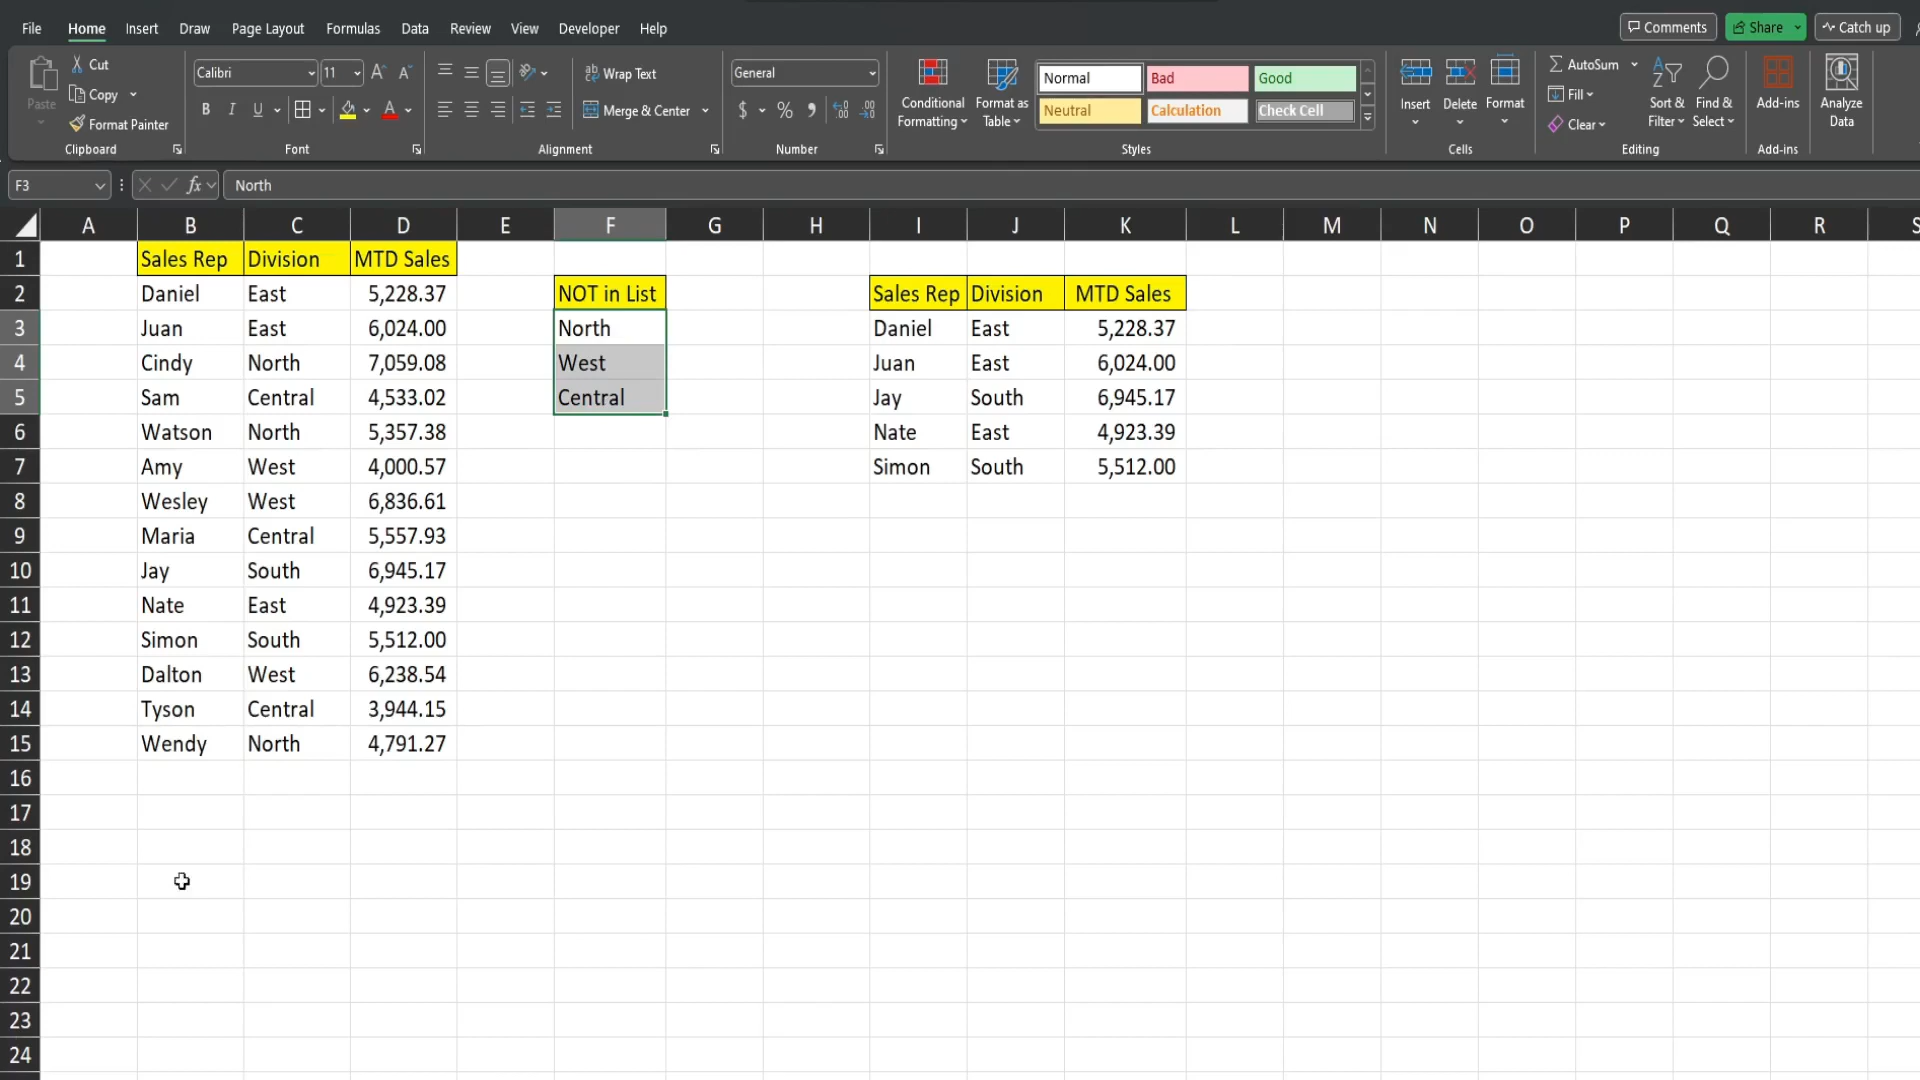 File Home Insert Draw Page Layout Formulas Data Review View Developer Help Comments Share Catch up
Paste Cut Copy Format Painter Clipboard
Calibri 11 A A B I U A Font
ab Wrap Text Merge & Center Alignment
General $ % Number
Conditional Formatting Format as Table Normal Bad Good Neutral Calculation Check Cell Styles
Insert Delete Format Cells
AutoSum Fill Clear Sort & Filter Find & Select Editing
Add-ins Add-ins
Analyze Data
F3 fx North
A B C D E F G H I J K L M N O P Q R S
1 Sales Rep Division MTD Sales
2 Daniel East 5,228.37 NOT in List Sales Rep Division MTD Sales
3 Juan East 6,024.00 North Daniel East 5,228.37
4 Cindy North 7,059.08 West Juan East 6,024.00
5 Sam Central 4,533.02 Central Jay South 6,945.17
6 Watson North 5,357.38 Nate East 4,923.39
7 Amy West 4,000.57 Simon South 5,512.00
8 Wesley West 6,836.61
9 Maria Central 5,557.93
10 Jay South 6,945.17
11 Nate East 4,923.39
12 Simon South 5,512.00
13 Dalton West 6,238.54
14 Tyson Central 3,944.15
15 Wendy North 4,791.27
16
17
18
19
20
21
22
23
24